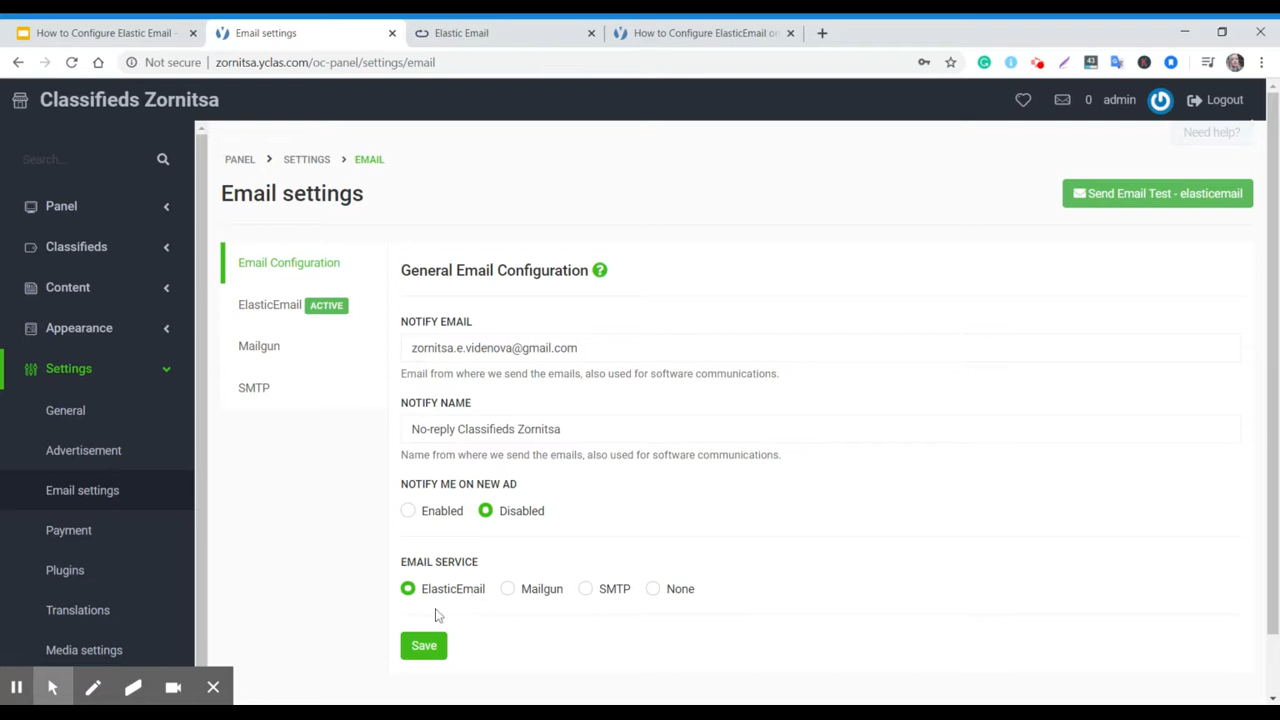 How to Configure Elastic Email -
Email settings
Elastic Email
How to Configure ElasticEmail on
Not secure
zornitsa.yclas.com/oc-panel/settings/email
43
Classifieds Zornitsa
0
admin
Logout
Need help?
Search...
Panel
Classifieds
Content
Appearance
Settings
General
Advertisement
Email settings
Payment
Plugins
Translations
Media settings
PANEL > SETTINGS > EMAIL
Email settings
Send Email Test - elasticemail
Email Configuration
ElasticEmail ACTIVE
Mailgun
SMTP
General Email Configuration ?
NOTIFY EMAIL
zornitsa.e.videnova@gmail.com
Email from where we send the emails, also used for software communications.
NOTIFY NAME
No-reply Classifieds Zornitsa
Name from where we send the emails, also used for software communications.
NOTIFY ME ON NEW AD
Enabled Disabled
EMAIL SERVICE
ElasticEmail Mailgun SMTP None
Save